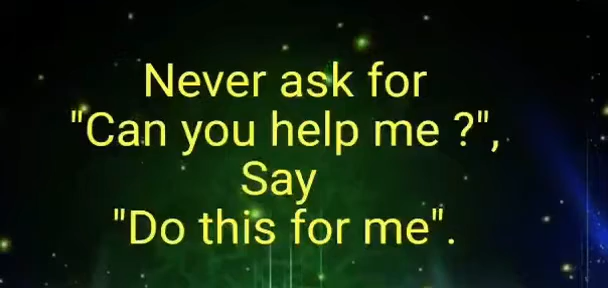 Never ask for
"Can you help me ?",
Say
"Do this for me".